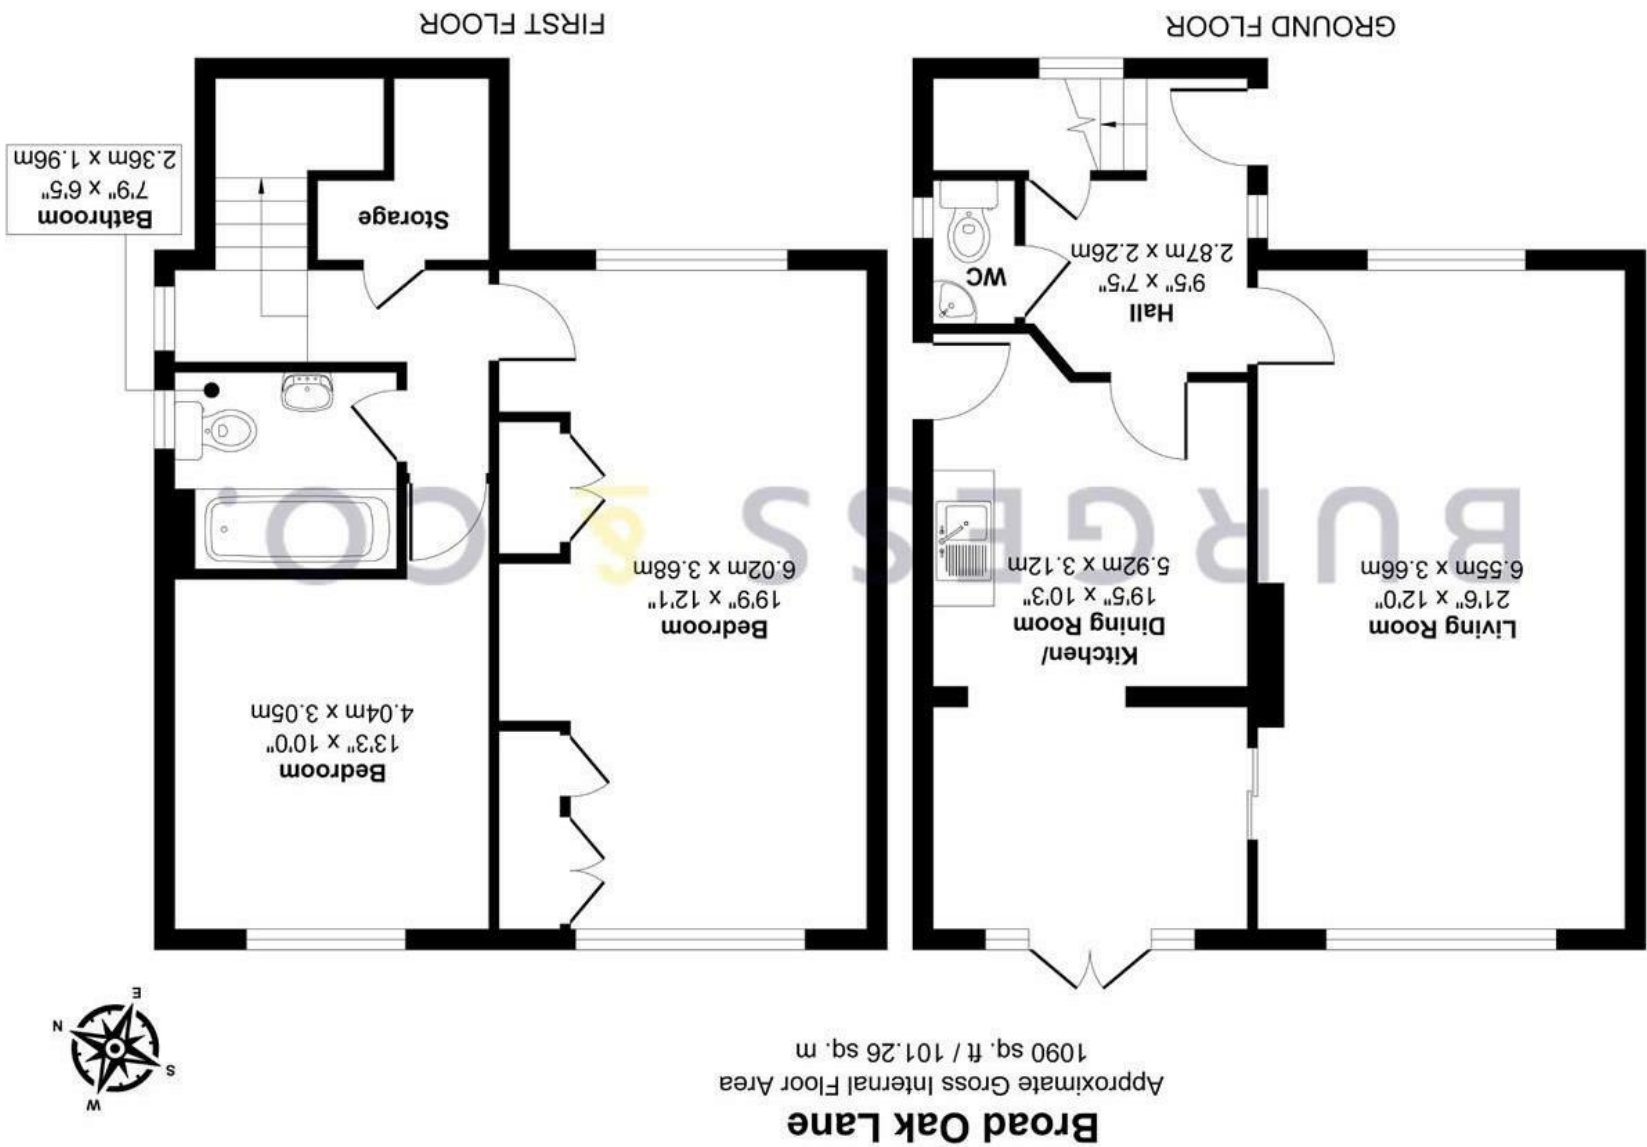 Broad Oak Lane
Approximate Gross Internal Floor Area
1090 sq. ft / 101.26 sq. m
W
S
N
E
Living Room
21'6" x 12'0"
6.55m x 3.66m
Kitchen/
Dining Room
19'5" x 10'3"
5.92m x 3.12m
Hall
9'5" x 7'5"
2.87m x 2.26m
WC
GROUND FLOOR
Bedroom
19'9" x 12'1"
6.02m x 3.68m
Bedroom
13'3" x 10'0"
4.04m x 3.05m
Storage
Bathroom
7'9" x 6'5"
2.36m x 1.96m
FIRST FLOOR
BURGESS & CO.